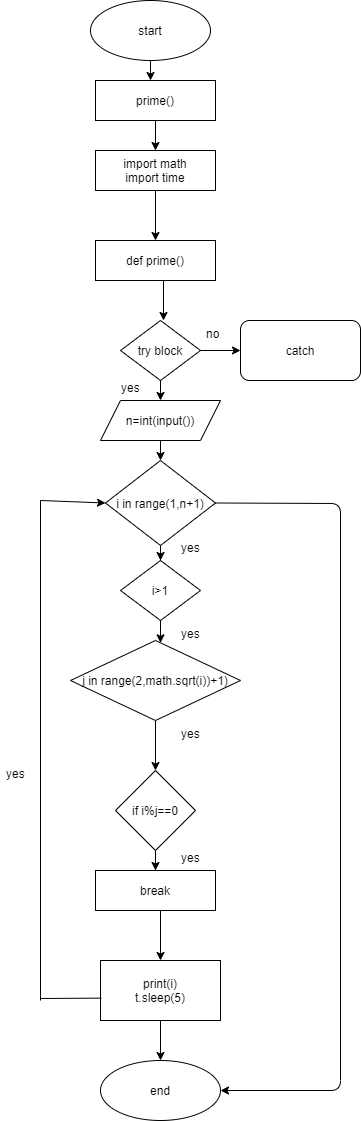 start
prime()
import math
import time
def prime()
try block
no
catch
yes
n=int(input())
i in range(1,n+1)
yes
i>1
yes
j in range(2,math.sqrt(i))+1)
yes
yes
if i%j==0
yes
break
print(i)
t.sleep(5)
end